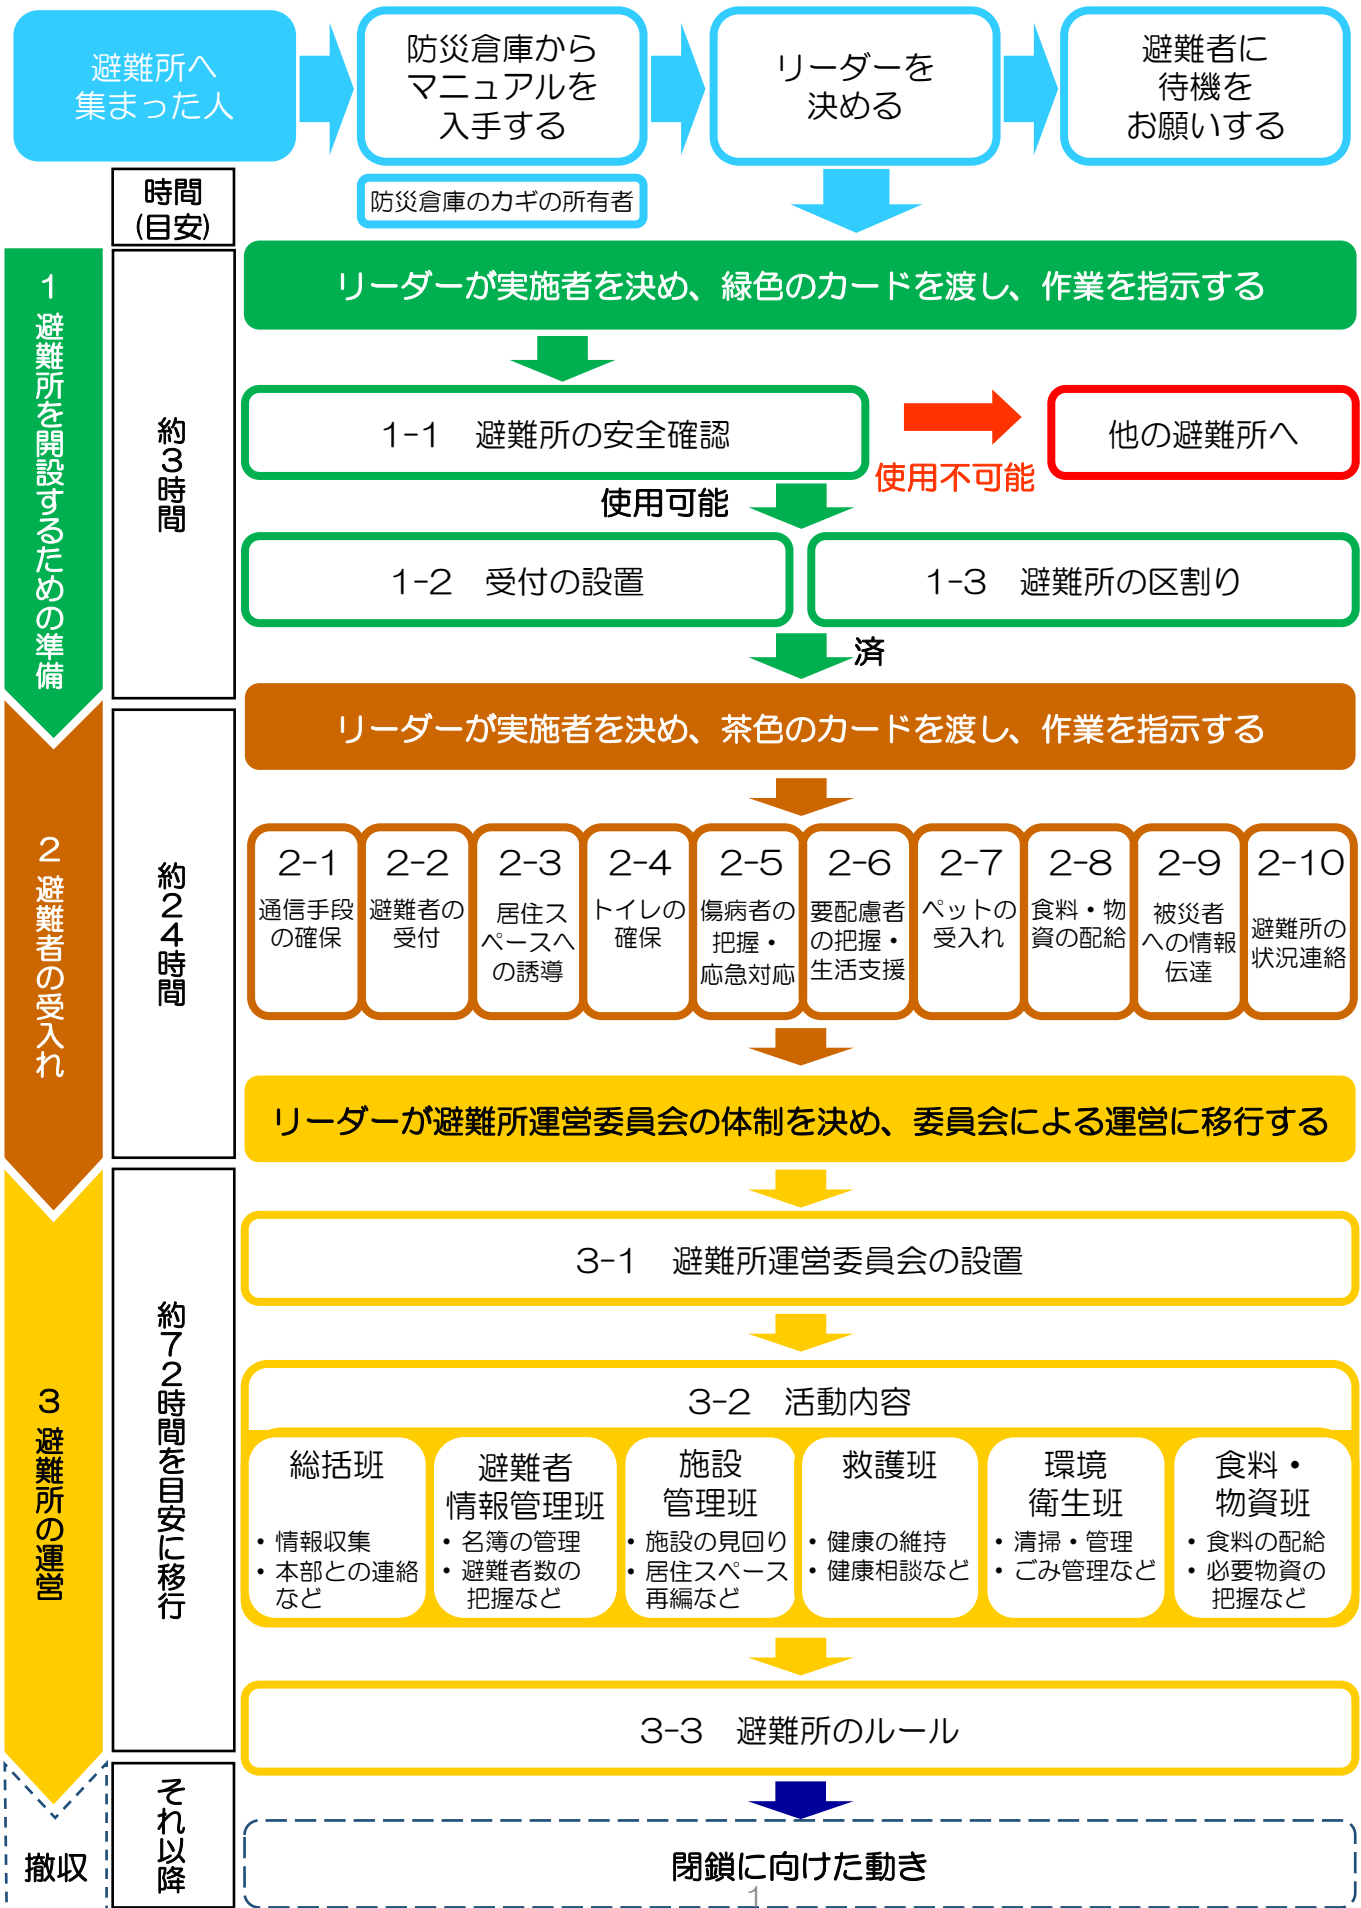 避難所へ
集まった人
防災倉庫から
マニュアルを
入手する
リーダーを
決める
避難者に
待機を
お願いする
防災倉庫のカギの所有者
時間
(目安)
1 避難所を開設するための準備
約3時間
リーダーが実施者を決め、緑色のカードを渡し、作業を指示する
1-1 避難所の安全確認
使用不可能
他の避難所へ
使用可能
1-2 受付の設置
1-3 避難所の区割り
済
2 避難者の受入れ
約24時間
リーダーが実施者を決め、茶色のカードを渡し、作業を指示する
2-1
通信手段
の確保
2-2
避難者の
受付
2-3
居住ス
ペースへ
の誘導
2-4
トイレの
確保
2-5
傷病者の
把握・
応急対応
2-6
要配慮者
の把握・
生活支援
2-7
ペットの
受入れ
2-8
食料・物
資の配給
2-9
被災者
への情報
伝達
2-10
避難所の
状況連絡
リーダーが避難所運営委員会の体制を決め、委員会による運営に移行する
3 避難所の運営
約72時間を目安に移行
3-1 避難所運営委員会の設置
3-2 活動内容
総括班
・情報収集
・本部との連絡
など
避難者
情報管理班
・名簿の管理
・避難者数の
把握など
施設
管理班
・施設の見回り
・居住スペース
再編など
救護班
・健康の維持
・健康相談など
環境
衛生班
・清掃・管理
・ごみ管理など
食料・
物資班
・食料の配給
・必要物資の
把握など
3-3 避難所のルール
撤収
それ以降
閉鎖に向けた動き
1